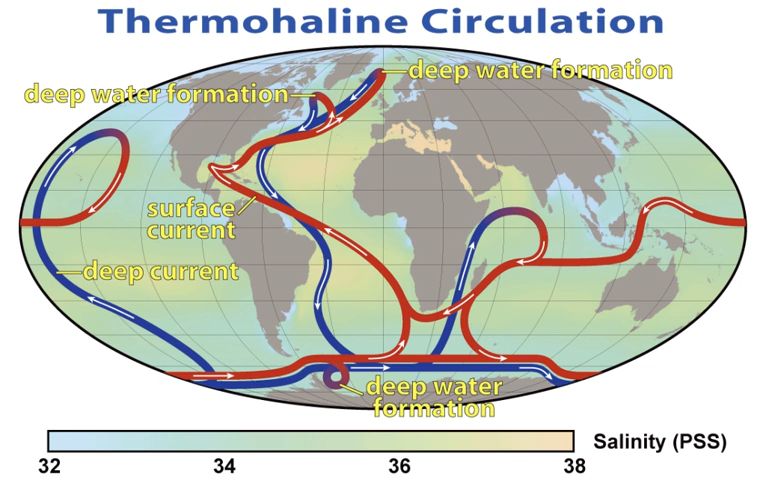 Thermohaline Circulation
deep water formation
deep water formation
surface
current
deep current
deep water
formation
Salinity (PSS)
32
34
36
38